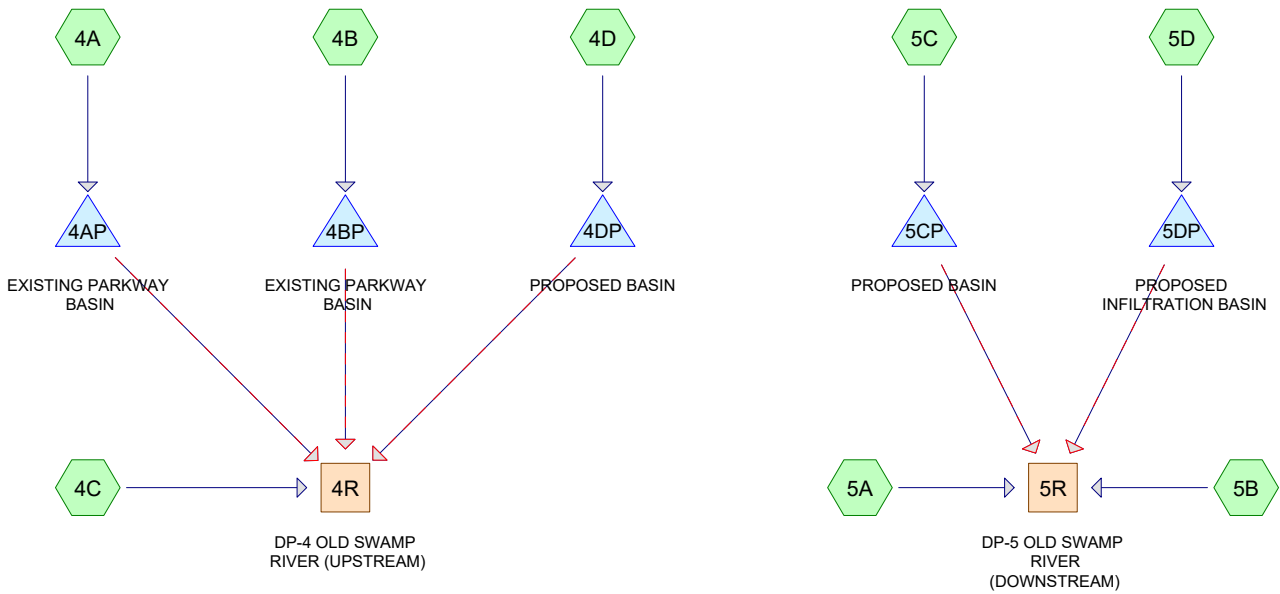 4A
4B
4D
5C
5D
4AP
4BP
4DP
5CP
5DP
EXISTING PARKWAY
BASIN
EXISTING PARKWAY
BASIN
PROPOSED BASIN
PROPOSED BASIN
PROPOSED
INFILTRATION BASIN
4C
4R
5A
5R
5B
DP-4 OLD SWAMP
RIVER (UPSTREAM)
DP-5 OLD SWAMP
RIVER
(DOWNSTREAM)